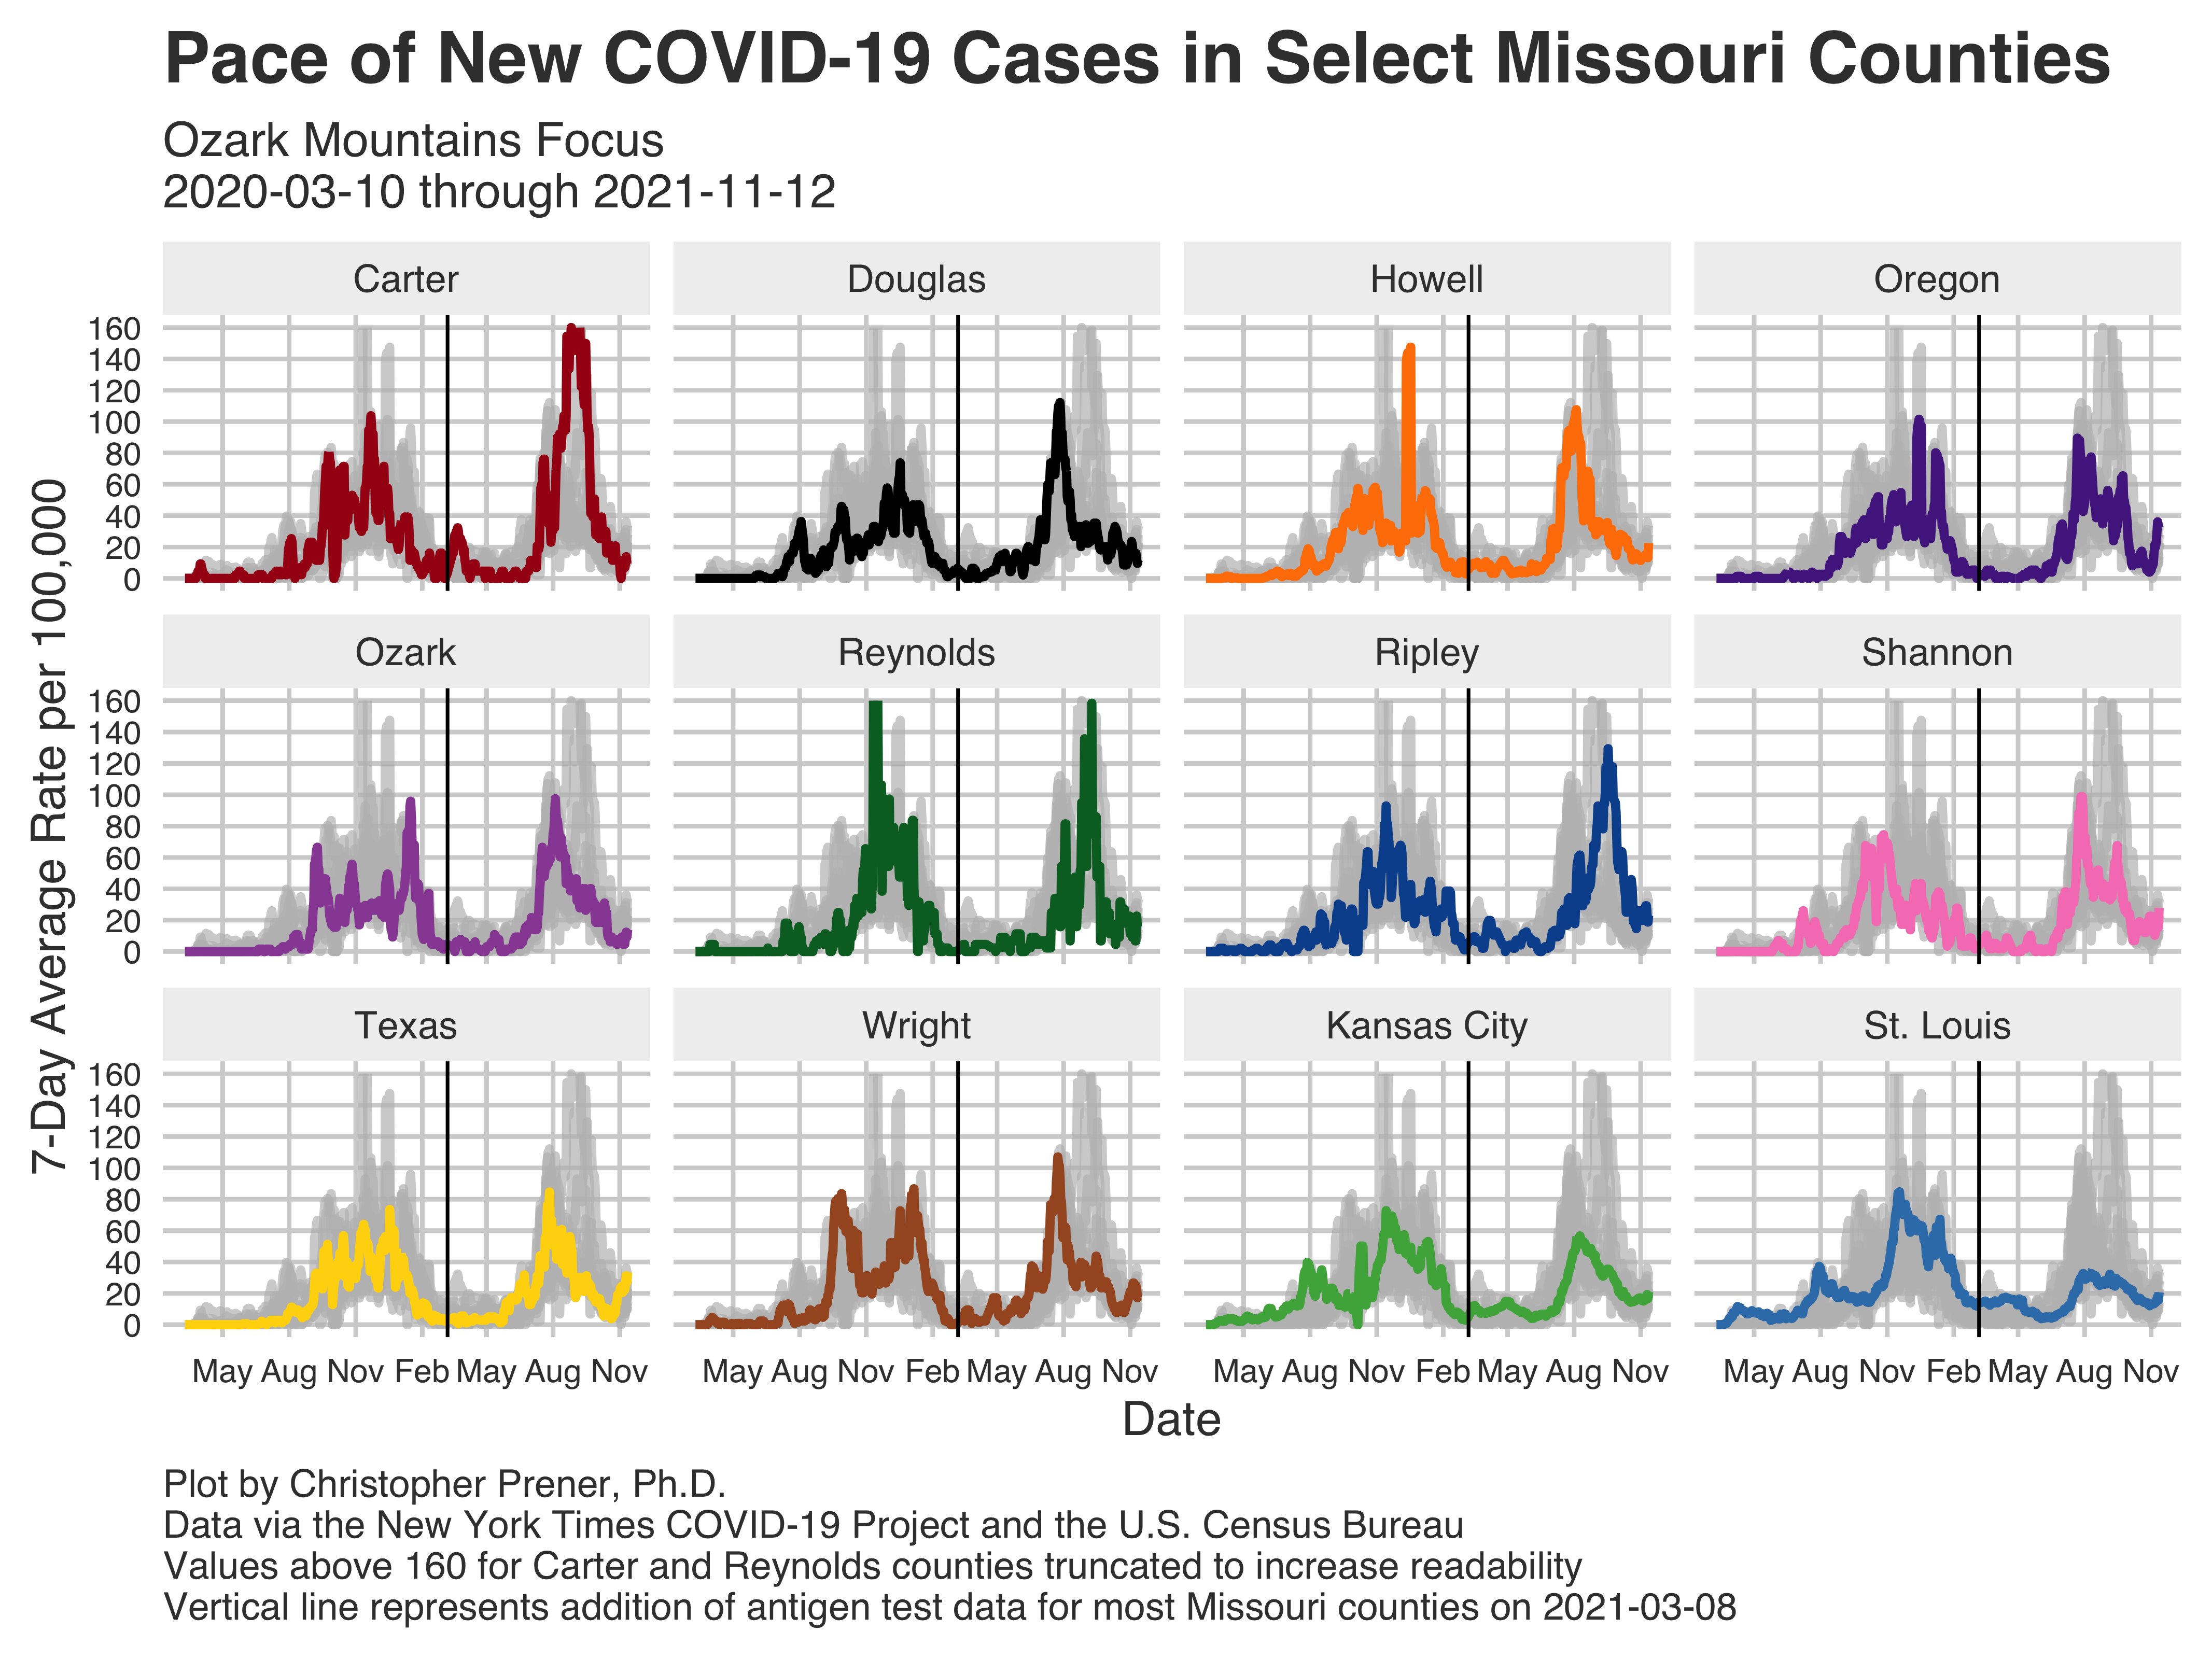 Pace of New COVID-19 Cases in Select Missouri Counties
Ozark Mountains Focus
2020-03-10 through 2021-11-12
7-Day Average Rate per 100,000
Carter
Douglas
Howell
Oregon
160
140
120
100
80
60
40
20
0
Ozark
Reynolds
Ripley
Shannon
160
140
120
100
80
60
40
20
0
Texas
Wright
Kansas City
St. Louis
160
140
120
100
80
60
40
20
0
May Aug Nov Feb May Aug Nov
May Aug Nov Feb May Aug Nov
May Aug Nov Feb May Aug Nov
May Aug Nov Feb May Aug Nov
Date
Plot by Christopher Prener, Ph.D.
Data via the New York Times COVID-19 Project and the U.S. Census Bureau
Values above 160 for Carter and Reynolds counties truncated to increase readability
Vertical line represents addition of antigen test data for most Missouri counties on 2021-03-08